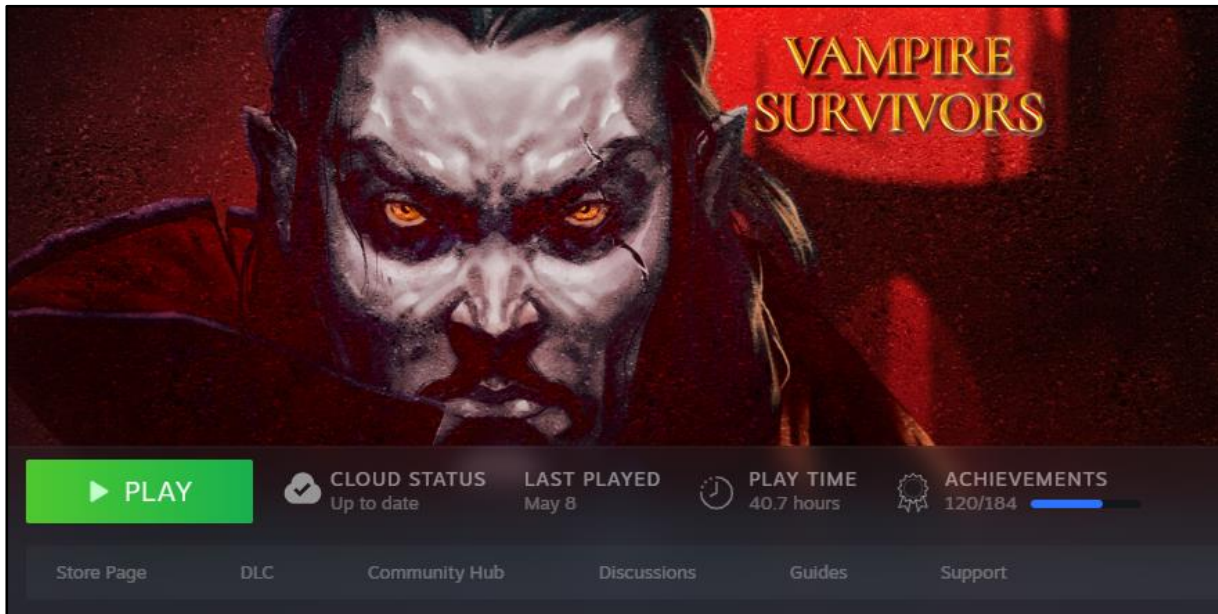 VAMPIRE
SURVIVORS
PLAY
CLOUD STATUS
Up to date
LAST PLAYED
May 8
PLAY TIME
40.7 hours
ACHIEVEMENTS
120/184
Store Page
DLC
Community Hub
Discussions
Guides
Support